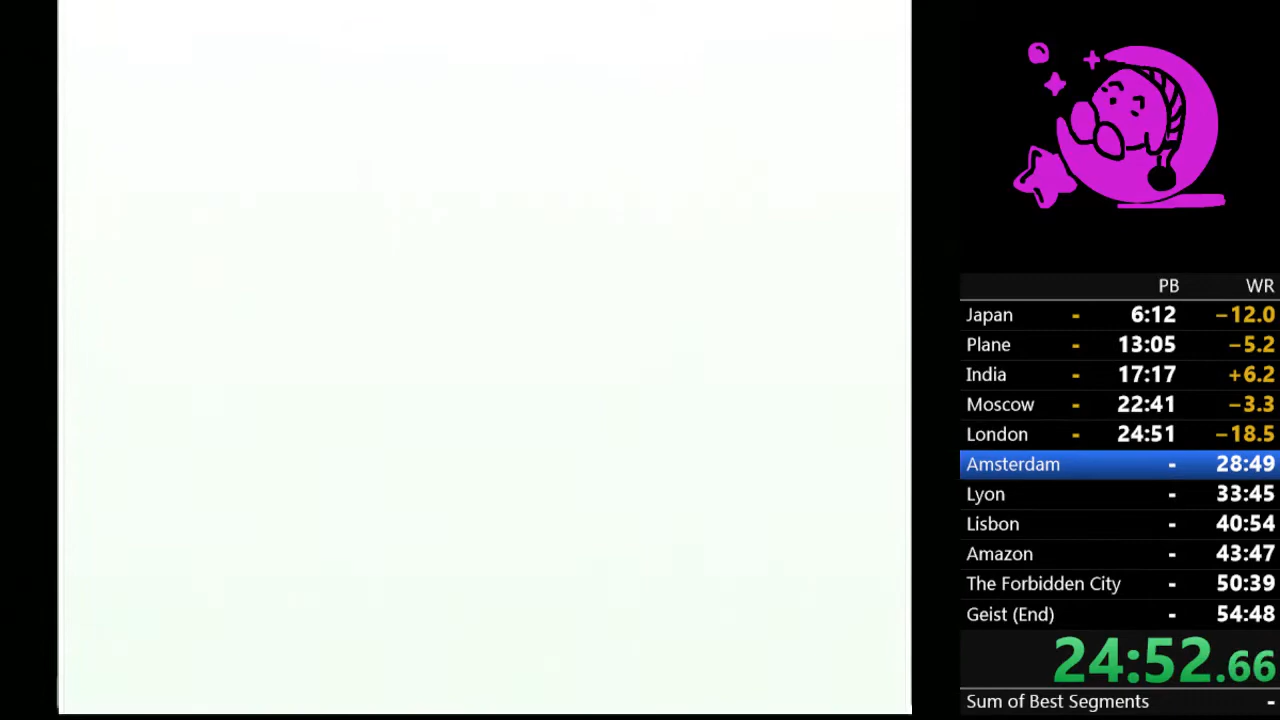 PB WR
Japan - 6:12 −12.0
Plane - 13:05 −5.2
India - 17:17 +6.2
Moscow - 22:41 −3.3
London - 24:51 −18.5
Amsterdam - 28:49
Lyon - 33:45
Lisbon - 40:54
Amazon - 43:47
The Forbidden City - 50:39
Geist (End) - 54:48
24:52.66
Sum of Best Segments -